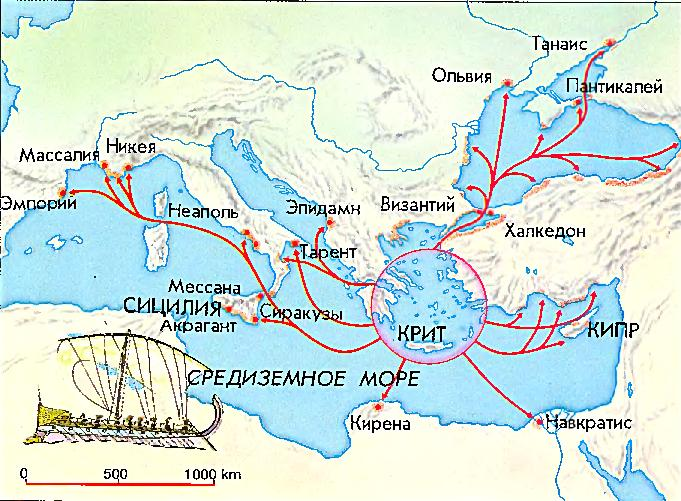 Танаис
Ольвия
Пантикапей
Массалия
Никея
Эмпорий
Неаполь
Эпидамн
Византий
Халкедон
Тарент
Мессана
СИЦИЛИЯ
Сиракузы
Акрагант
КРИТ
КИПР
СРЕДИЗЕМНОЕ МОРЕ
Кирена
Навкратис
0 500 1000 km